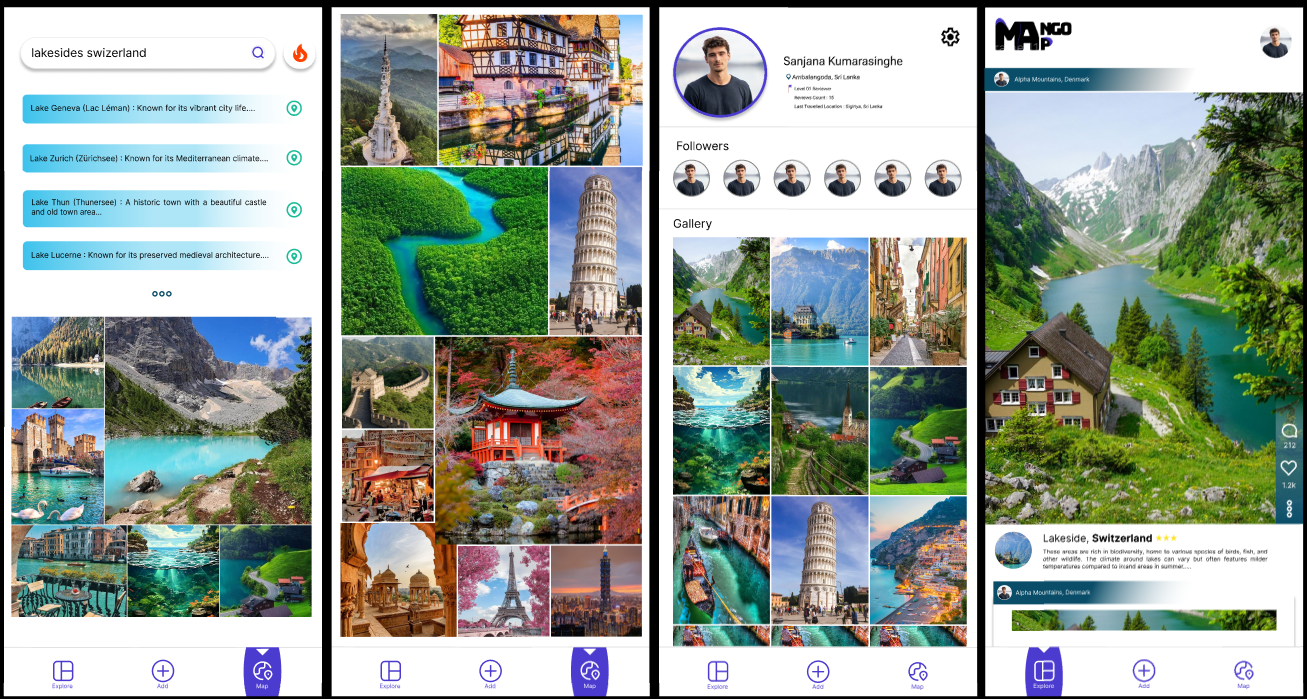 lakesides swizerland
Lake Geneva (Lac Léman) : Known for its vibrant city life....
Lake Zurich (Zürichsee) : Known for its Mediterranean climate....
Lake Thun (Thunersee) : A historic town with a beautiful castle
and old town area...
Lake Lucerne : Known for its preserved medieval architecture....
Explore
Add
Map
Explore
Add
Map
Sanjana Kumarasinghe
Ambalangoda, Sri Lanka
Level 01 Reviewer
Reviews Count : 15
Last Travelled Location : Sigiriya, Sri Lanka
Followers
Gallery
Explore
Add
Map
MANGO
MAP
Alpha Mountains, Denmark
212
1.2k
Lakeside, Switzerland
These areas are rich in biodiversity, home to various species of birds, fish, and
other wildlife. The climate around lakes can vary but often features milder
temperatures compared to inland areas in summer.....
Alpha Mountains, Denmark
Explore
Add
Map